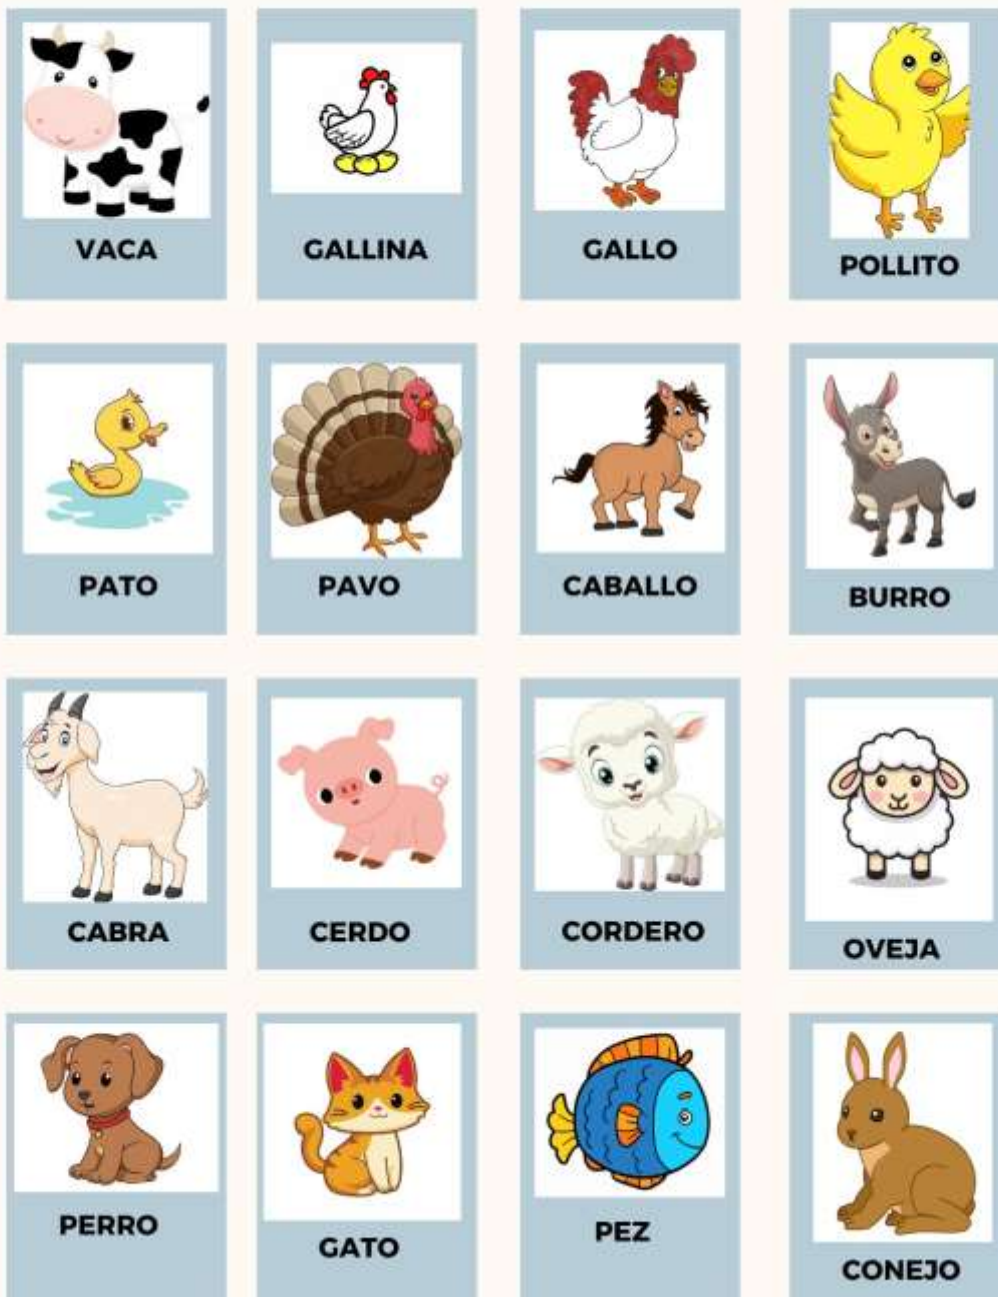 VACA
GALLINA
GALLO
POLLITO
PATO
PAVO
CABALLO
BURRO
CABRA
CERDO
CORDERO
OVEJA
PERRO
GATO
PEZ
CONEJO